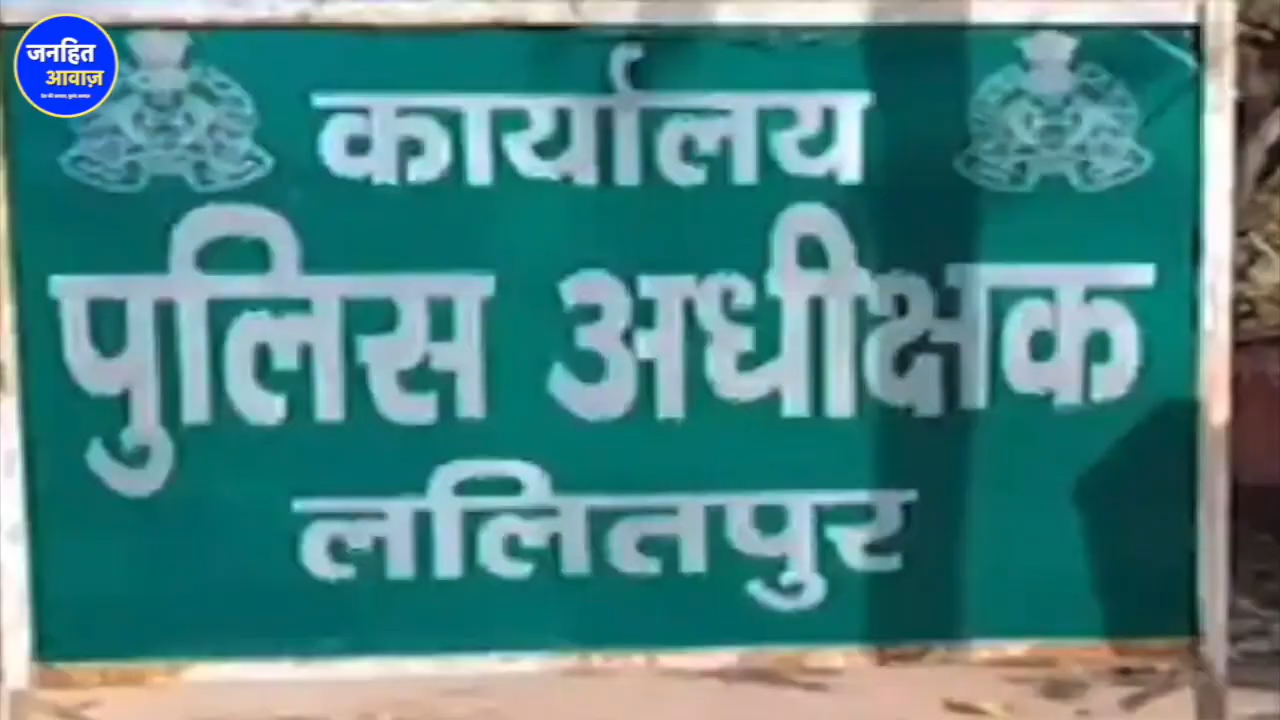 जनहित
आवाज़
कार्यालय
पुलिस अधीक्षक
ललितपुर